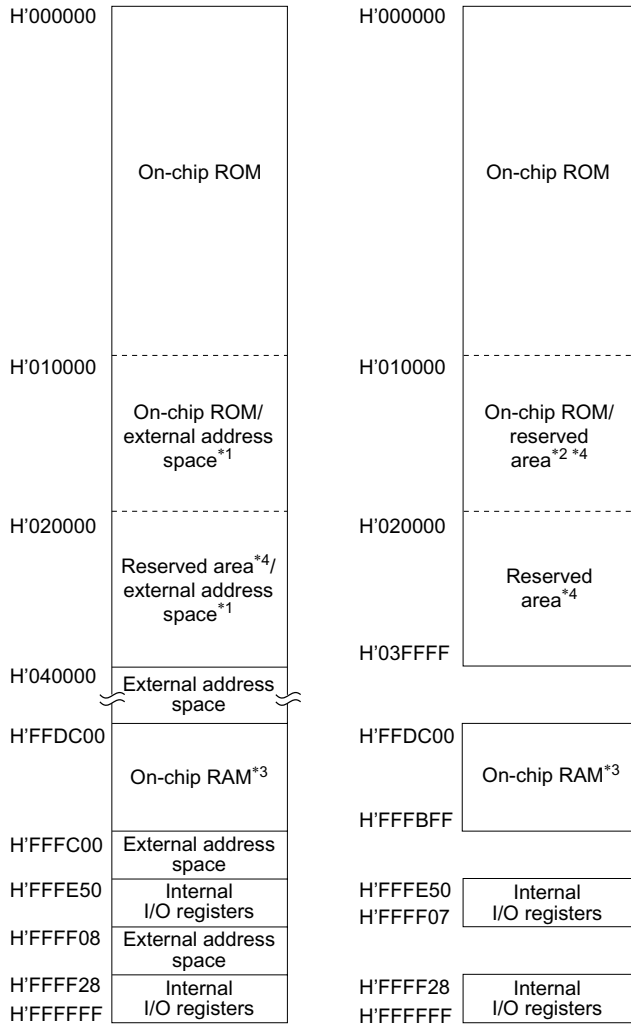 H'000000
On-chip ROM
H'010000
On-chip ROM/
external address
space*1
H'020000
Reserved area*4/
external address
space*1
H'040000
External address
space
H'FFDC00
On-chip RAM*3
H'FFFC00
External address
space
H'FFFE50
Internal
I/O registers
H'FFFF08
External address
space
H'FFFF28
Internal
I/O registers
H'FFFFFF
H'000000
On-chip ROM
H'010000
On-chip ROM/
reserved
area*2 *4
H'020000
Reserved
area*4
H'03FFFF
H'FFDC00
On-chip RAM*3
H'FFFBFF
H'FFFE50
Internal
I/O registers
H'FFFF07
H'FFFF28
Internal
I/O registers
H'FFFFFF